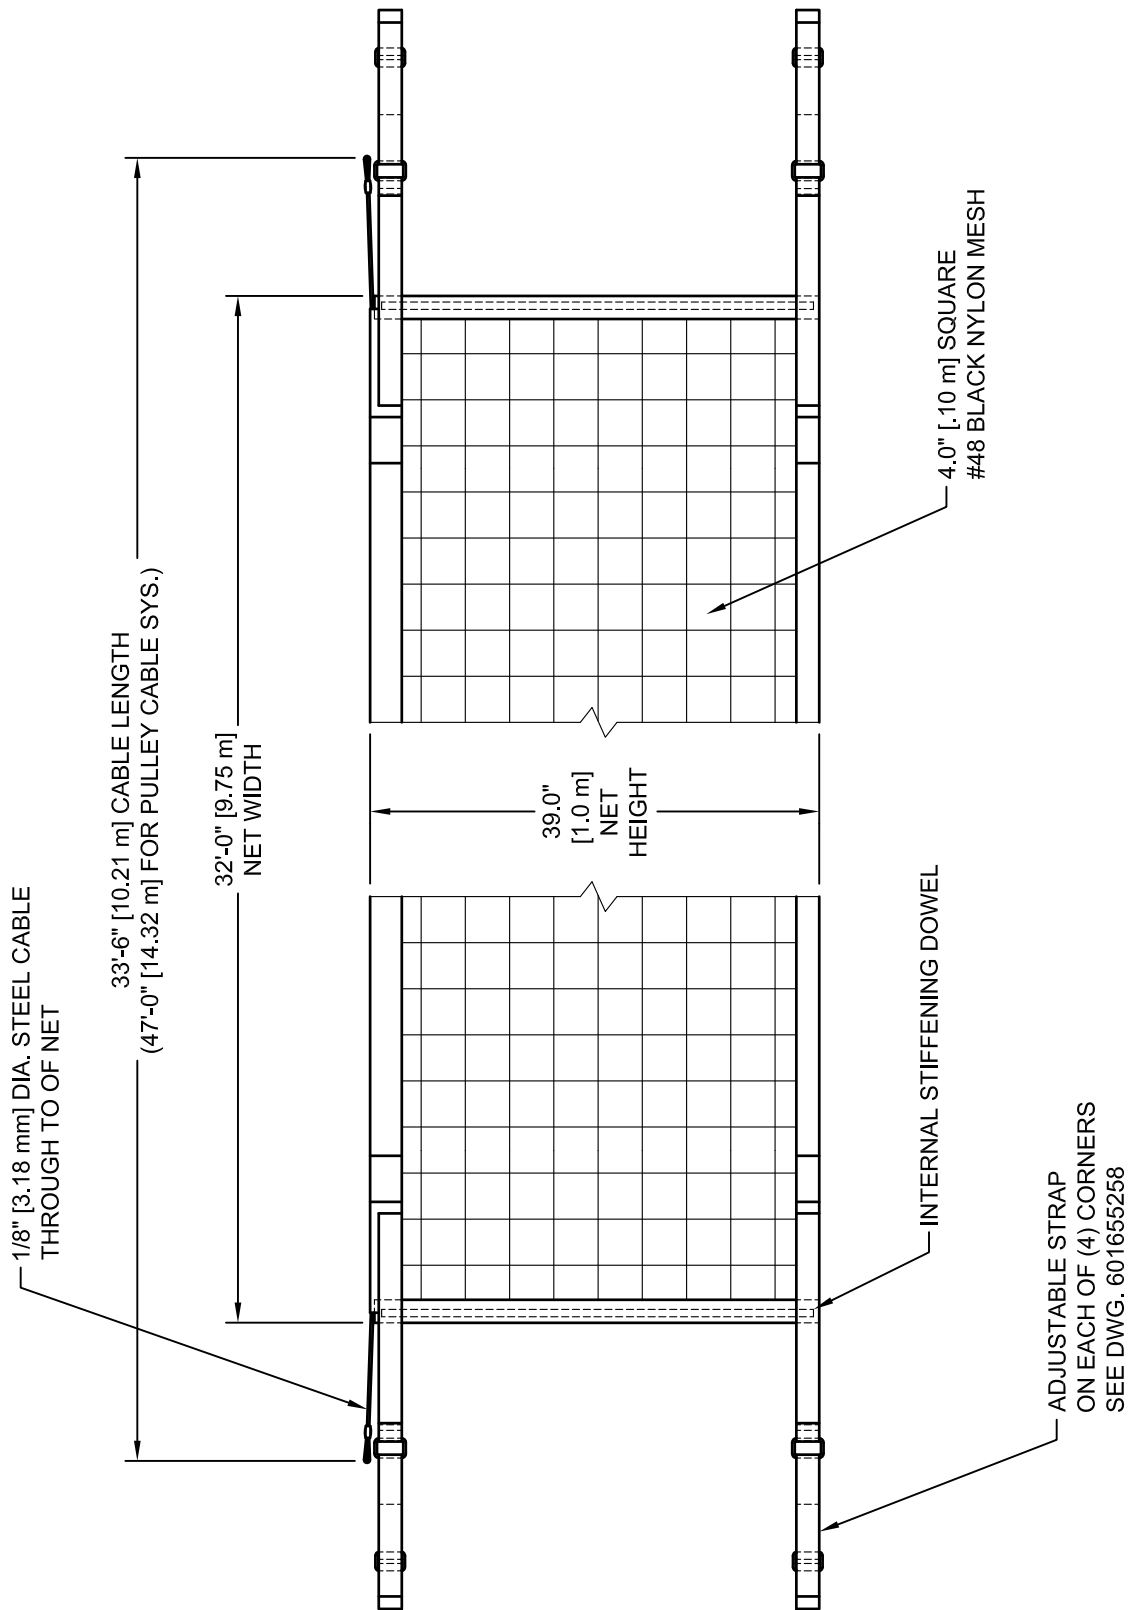 1/8" [3.18 mm] DIA. STEEL CABLE
THROUGH TO OF NET
33'-6" [10.21 m] CABLE LENGTH
(47'-0" [14.32 m] FOR PULLEY CABLE SYS.)
32'-0" [9.75 m]
NET WIDTH
39.0"
[1.0 m]
NET
HEIGHT
4.0" [.10 m] SQUARE
#48 BLACK NYLON MESH
INTERNAL STIFFENING DOWEL
ADJUSTABLE STRAP
ON EACH OF (4) CORNERS
SEE DWG. 601655258